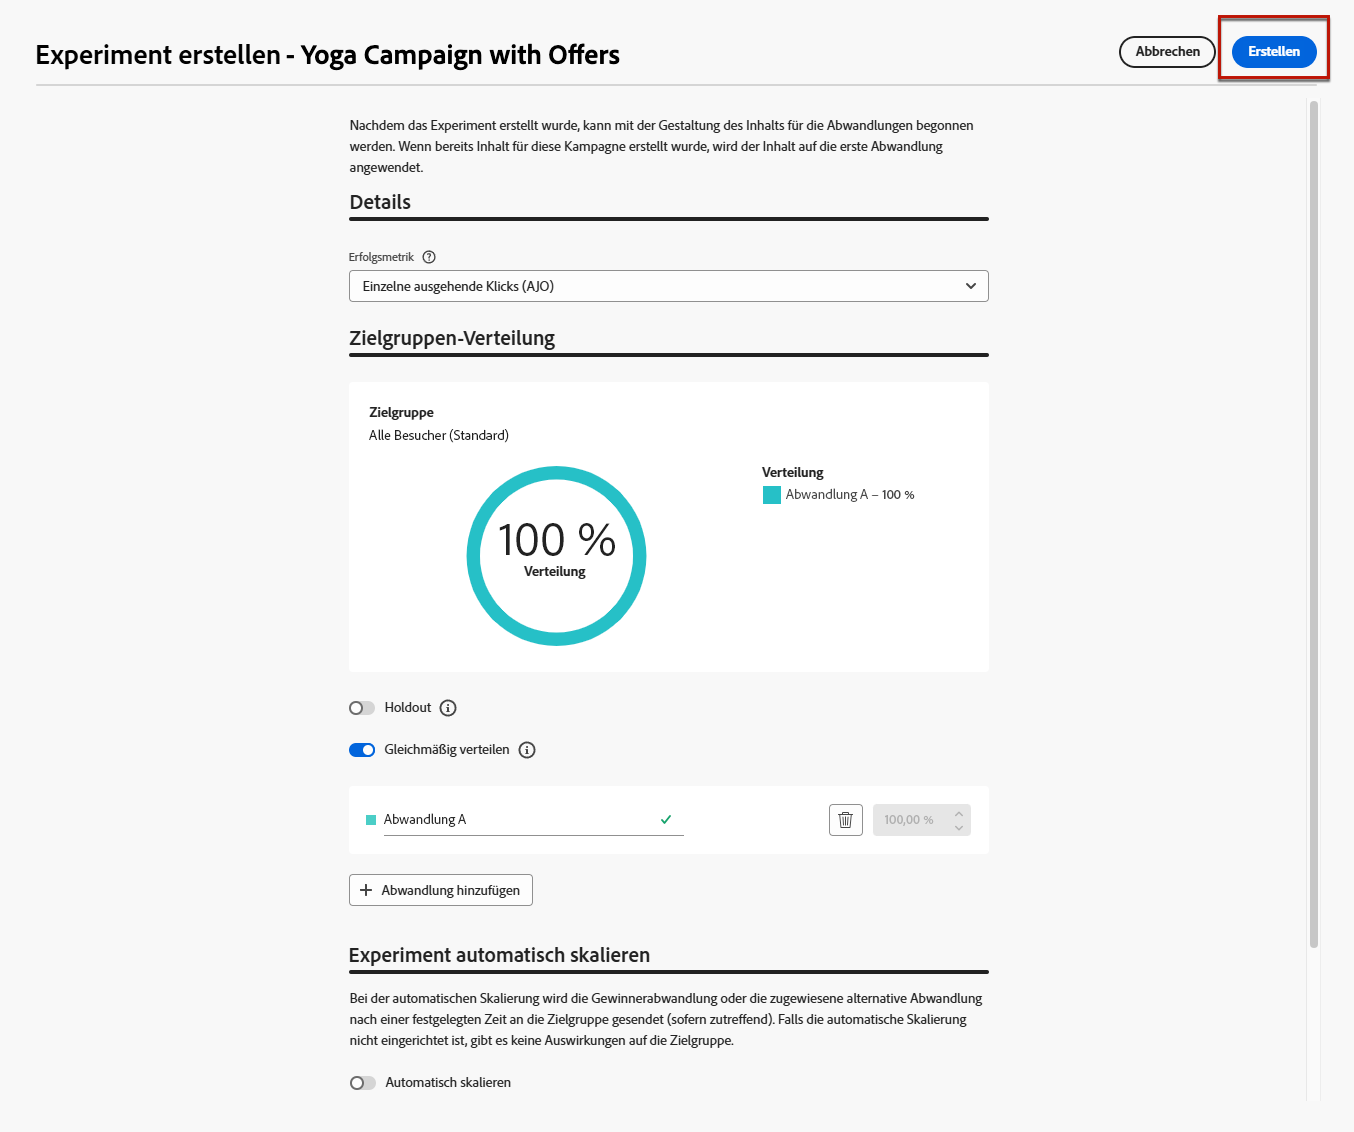 Experiment erstellen - Yoga Campaign with Offers
Abbrechen
Erstellen
Nachdem das Experiment erstellt wurde, kann mit der Gestaltung des Inhalts für die Abwandlungen begonnen
werden. Wenn bereits Inhalt für diese Kampagne erstellt wurde, wird der Inhalt auf die erste Abwandlung
angewendet.
Details
Erfolgsmetrik
Einzelne ausgehende Klicks (AJO)
Zielgruppen-Verteilung
Zielgruppe
Alle Besucher (Standard)
100 %
Verteilung
Verteilung
Abwandlung A – 100 %
Holdout
Gleichmäßig verteilen
Abwandlung A
100,00 %
Abwandlung hinzufügen
Experiment automatisch skalieren
Bei der automatischen Skalierung wird die Gewinnerabwandlung oder die zugewiesene alternative Abwandlung
nach einer festgelegten Zeit an die Zielgruppe gesendet (sofern zutreffend). Falls die automatische Skalierung
nicht eingerichtet ist, gibt es keine Auswirkungen auf die Zielgruppe.
Automatisch skalieren